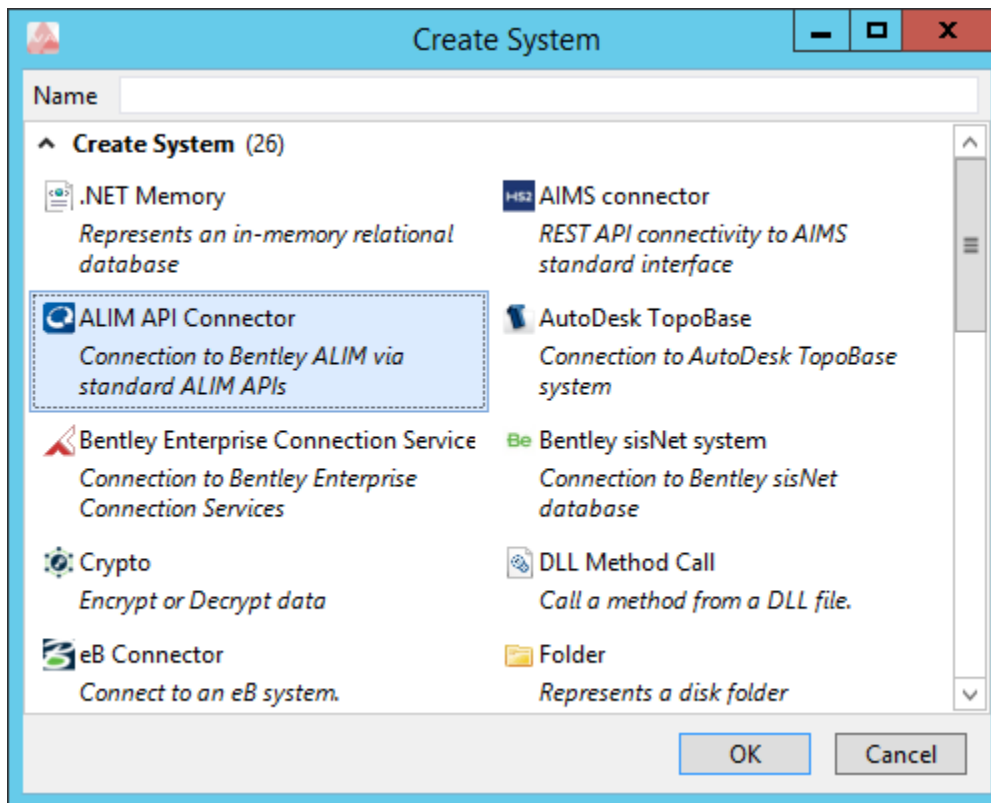 Create System
Name
Create System (26)
.NET Memory
Represents an in-memory relational
database
HS2 AIMS connector
REST API connectivity to AIMS
standard interface
ALIM API Connector
Connection to Bentley ALIM via
standard ALIM APIs
AutoDesk TopoBase
Connection to AutoDesk TopoBase
system
Bentley Enterprise Connection Service
Connection to Bentley Enterprise
Connection Services
Be Bentley sisNet system
Connection to Bentley sisNet
database
Crypto
Encrypt or Decrypt data
DLL Method Call
Call a method from a DLL file.
eB Connector
Connect to an eB system.
Folder
Represents a disk folder
OK
Cancel